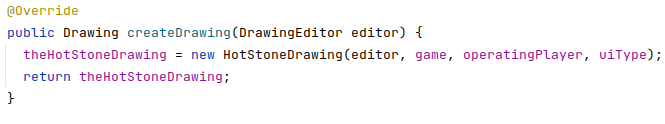 @Override
public Drawing createDrawing(DrawingEditor editor) {
  theHotStoneDrawing = new HotStoneDrawing(editor, game, operatingPlayer, uiType);
  return theHotStoneDrawing;
}